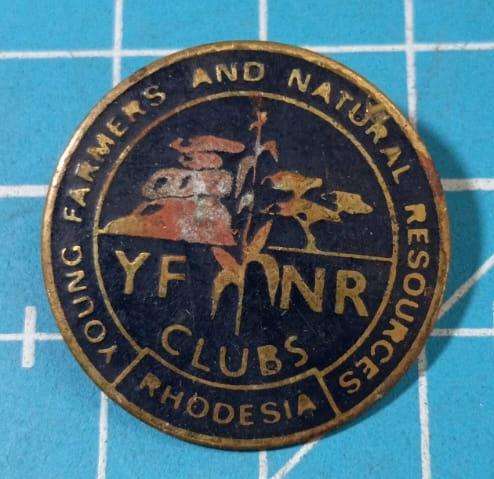 YOUNG FARMERS AND NATURAL RESOURCES
YF NR
CLUBS
RHODESIA